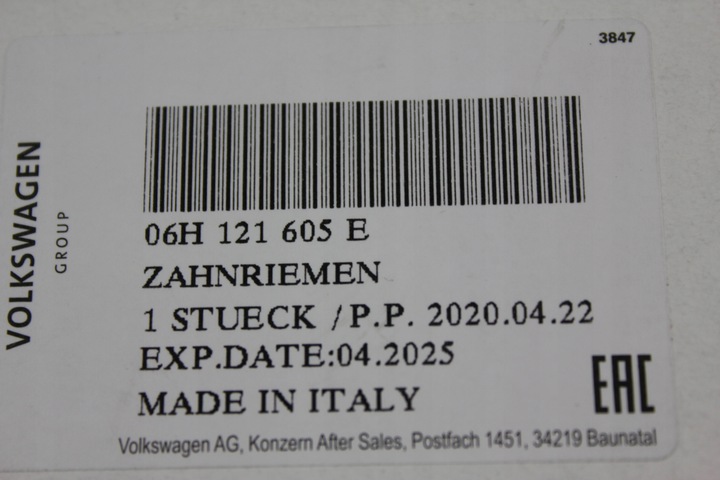 3847
VOLKSWAGEN
GROUP
06H 121 605 E
ZAHNRIEMEN
1 STUECK /P.P. 2020.04.22
EXP.DATE:04.2025
MADE IN ITALY
EAC
Volkswagen AG, Konzern After Sales, Postfach 1451, 34219 Baunatal